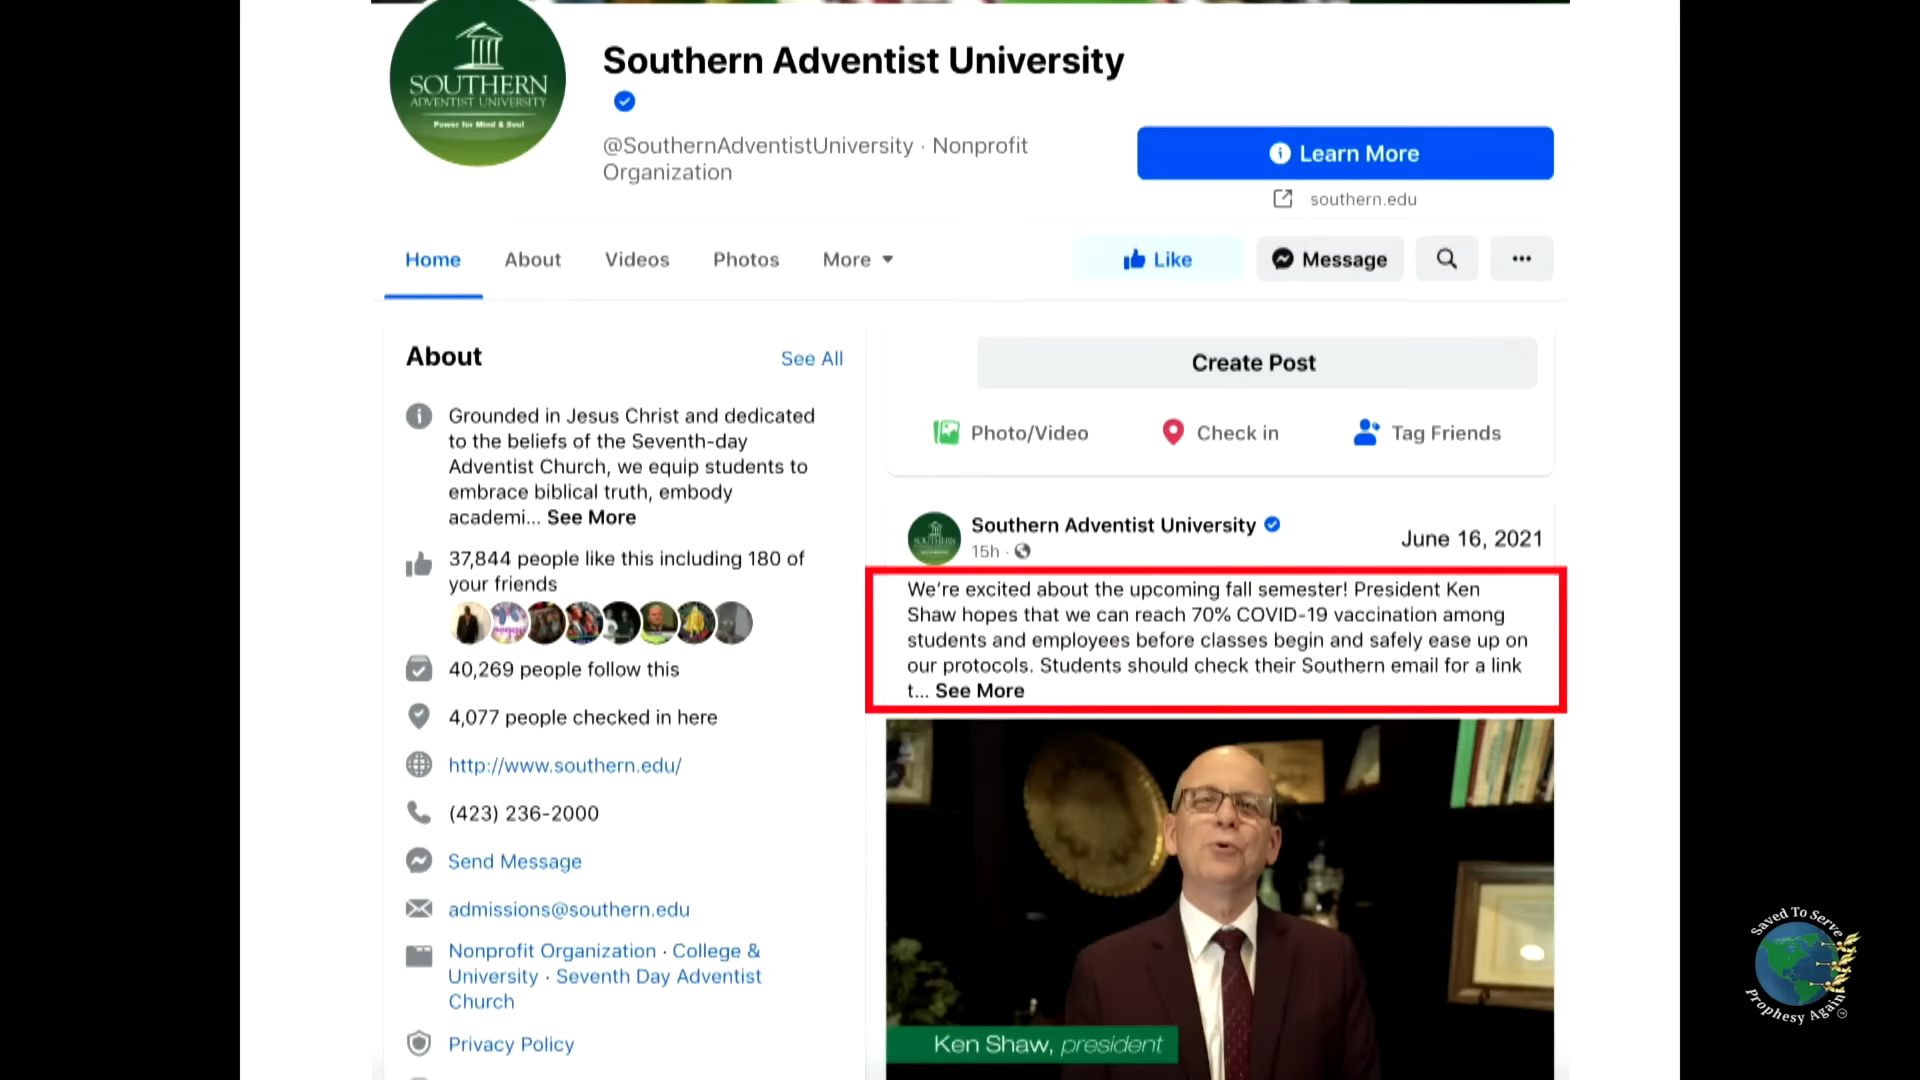 SOUTHERN
ADVENTIST UNIVERSITY
Power for Mind & Soul
Southern Adventist University
@SouthernAdventistUniversity · Nonprofit
Organization
Learn More
southern.edu
Home
About
Videos
Photos
More
Like
Message
About
See All
Grounded in Jesus Christ and dedicated
to the beliefs of the Seventh-day
Adventist Church, we equip students to
embrace biblical truth, embody
academi... See More
37,844 people like this including 180 of
your friends
40,269 people follow this
4,077 people checked in here
http://www.southern.edu/
(423) 236-2000
Send Message
admissions@southern.edu
Nonprofit Organization · College &
University · Seventh Day Adventist
Church
Privacy Policy
Create Post
Photo/Video
Check in
Tag Friends
SOUTHERN
Southern Adventist University
15h ·
June 16, 2021
We're excited about the upcoming fall semester! President Ken
Shaw hopes that we can reach 70% COVID-19 vaccination among
students and employees before classes begin and safely ease up on
our protocols. Students should check their Southern email for a link
t... See More
Ken Shaw, president
Saved To Serve
Prophesy Again